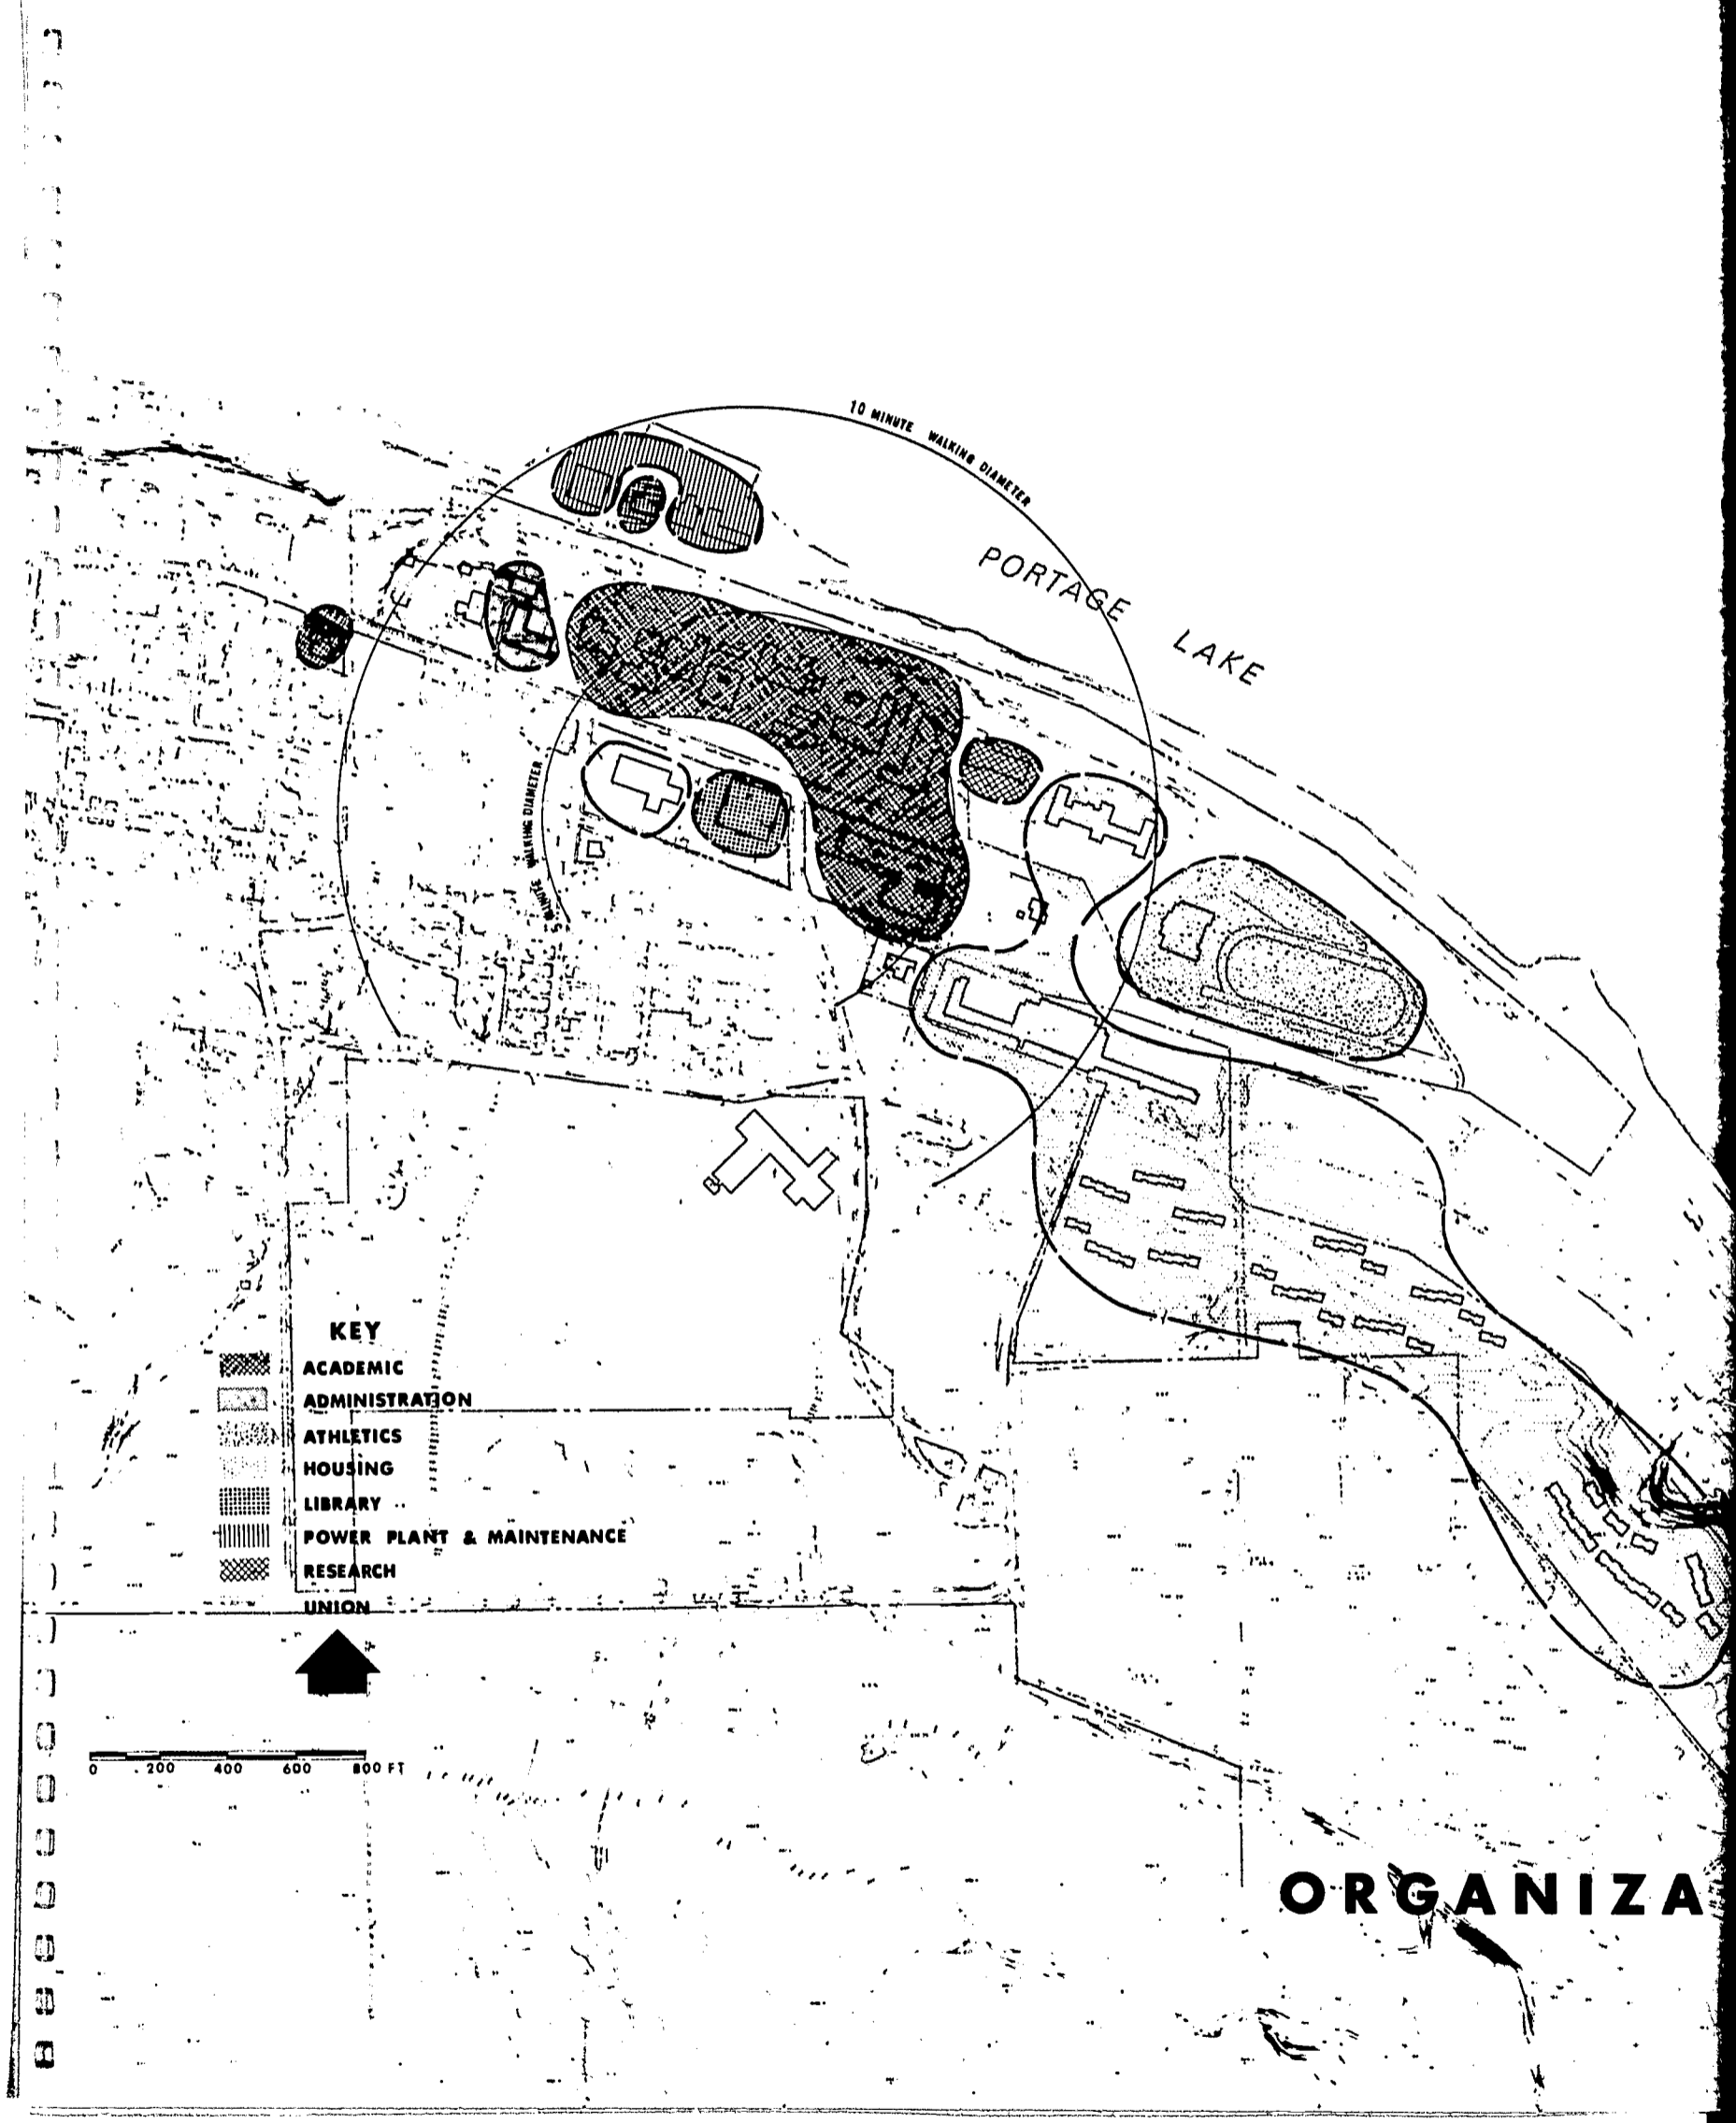 10 MINUTE WALKING DIAMETER
PORTAGE LAKE
MINUTE WALKING DIAMETER
KEY
ACADEMIC
ADMINISTRATION
ATHLETICS
HOUSING
LIBRARY
POWER PLANT & MAINTENANCE
RESEARCH
UNION
0 200 400 600 800 FT
ORGANIZA